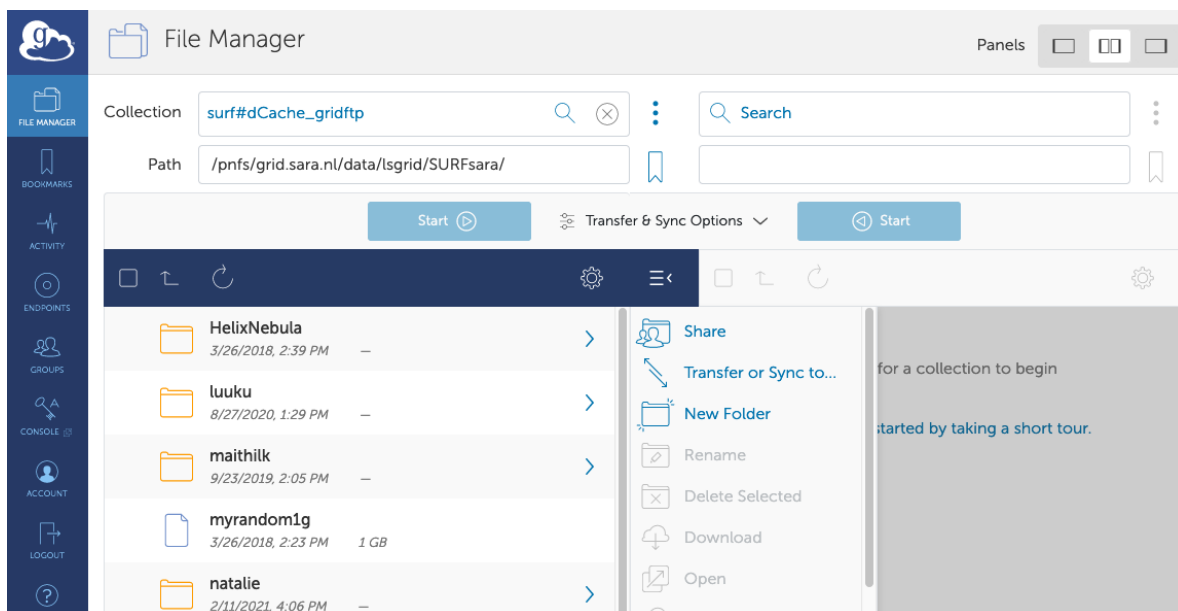 g
File Manager
Panels
FILE MANAGER
BOOKMARKS
ACTIVITY
ENDPOINTS
GROUPS
CONSOLE
ACCOUNT
LOGOUT
?
Collection
surf#dCache_gridftp
Search
Path
/pnfs/grid.sara.nl/data/lsgrid/SURFsara/
Start
Transfer & Sync Options
Start
HelixNebula
3/26/2018, 2:39 PM —
luuku
8/27/2020, 1:29 PM —
maithilk
9/23/2019, 2:05 PM —
myrandom1g
3/26/2018, 2:23 PM 1 GB
natalie
2/11/2021, 4:06 PM —
Share
Transfer or Sync to...
New Folder
Rename
Delete Selected
Download
Open
for a collection to begin
started by taking a short tour.